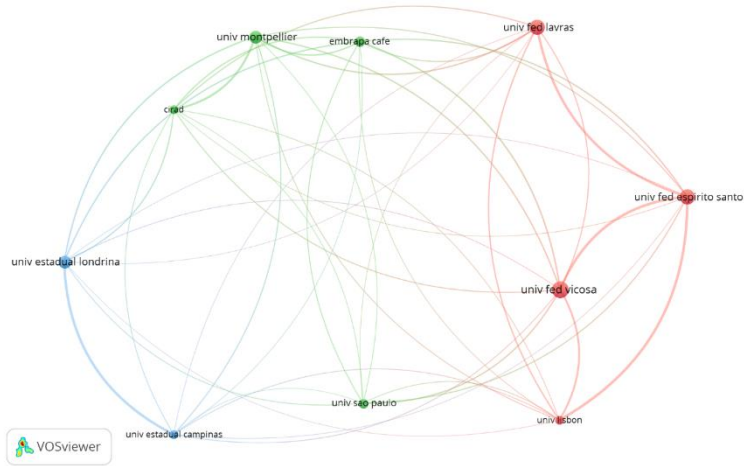 univ fed lavras
univ montpellier
embrapa cafe
cirad
univ fed espirito santo
univ estadual londrina
univ fed vicosa
univ sao paulo
univ lisbon
univ estadual campinas
VOSviewer